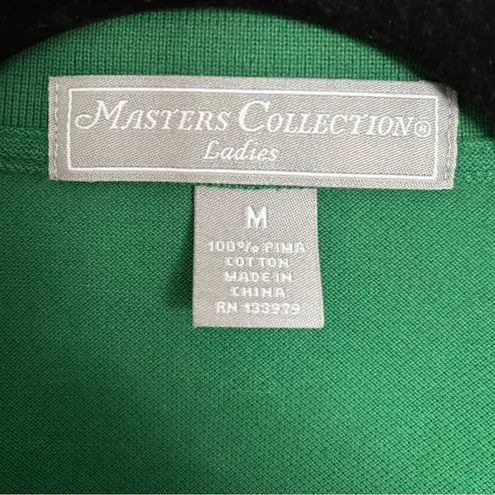 MASTERS COLLECTION®
Ladies
M
100% PIMA
COTTON
MADE IN
CHINA
RN 133979